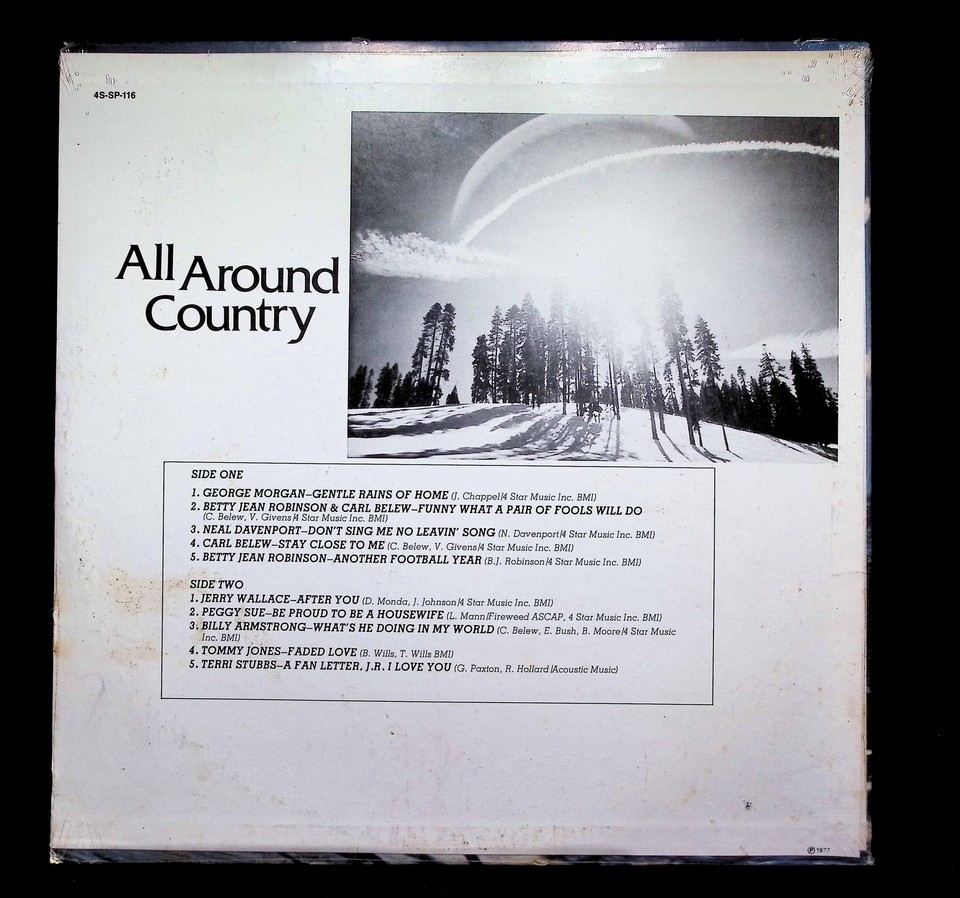 4S-SP-116
All Around
Country
SIDE ONE
1. GEORGE MORGAN–GENTLE RAINS OF HOME (J. Chappel/4 Star Music Inc. BMI)
2. BETTY JEAN ROBINSON & CARL BELEW–FUNNY WHAT A PAIR OF FOOLS WILL DO
(C. Belew, V. Givens/4 Star Music Inc. BMI)
3. NEAL DAVENPORT–DON'T SING ME NO LEAVIN' SONG (N. Davenport/4 Star Music Inc. BMI)
4. CARL BELEW–STAY CLOSE TO ME (C. Belew, V. Givens/4 Star Music Inc. BMI)
5. BETTY JEAN ROBINSON–ANOTHER FOOTBALL YEAR (B.J. Robinson/4 Star Music Inc. BMI)
SIDE TWO
1. JERRY WALLACE–AFTER YOU (D. Monda, J. Johnson/4 Star Music Inc. BMI)
2. PEGGY SUE–BE PROUD TO BE A HOUSEWIFE (L. Mann/Fireweed ASCAP, 4 Star Music Inc. BMI)
3. BILLY ARMSTRONG–WHAT'S HE DOING IN MY WORLD (C. Belew, E. Bush, B. Moore/4 Star Music
Inc. BMI)
4. TOMMY JONES–FADED LOVE (B. Wills, T. Wills BMI)
5. TERRI STUBBS–A FAN LETTER, J.R. I LOVE YOU (G. Paxton, R. Hollard/Acoustic Music)
℗ 1977